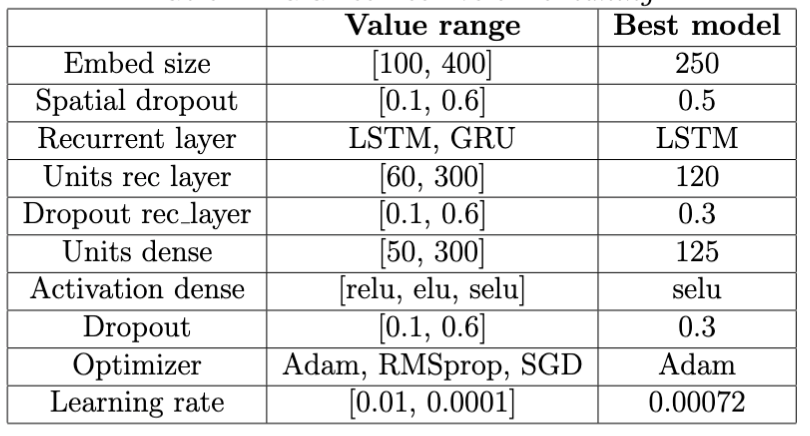 Value range Best model
Embed size [100, 400] 250
Spatial dropout [0.1, 0.6] 0.5
Recurrent layer LSTM, GRU LSTM
Units rec layer [60, 300] 120
Dropout rec_layer [0.1, 0.6] 0.3
Units dense [50, 300] 125
Activation dense [relu, elu, selu] selu
Dropout [0.1, 0.6] 0.3
Optimizer Adam, RMSprop, SGD Adam
Learning rate [0.01, 0.0001] 0.00072